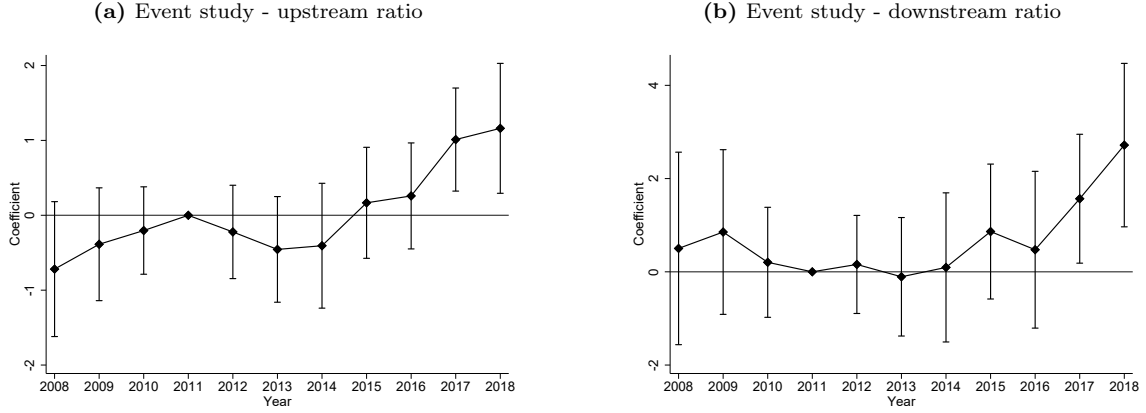 (a) Event study - upstream ratio
2
1
0
-1
-2
Coefficient
2008 2009 2010 2011 2012 2013 2014 2015 2016 2017 2018
Year
(b) Event study - downstream ratio
4
2
0
-2
Coefficient
2008 2009 2010 2011 2012 2013 2014 2015 2016 2017 2018
Year